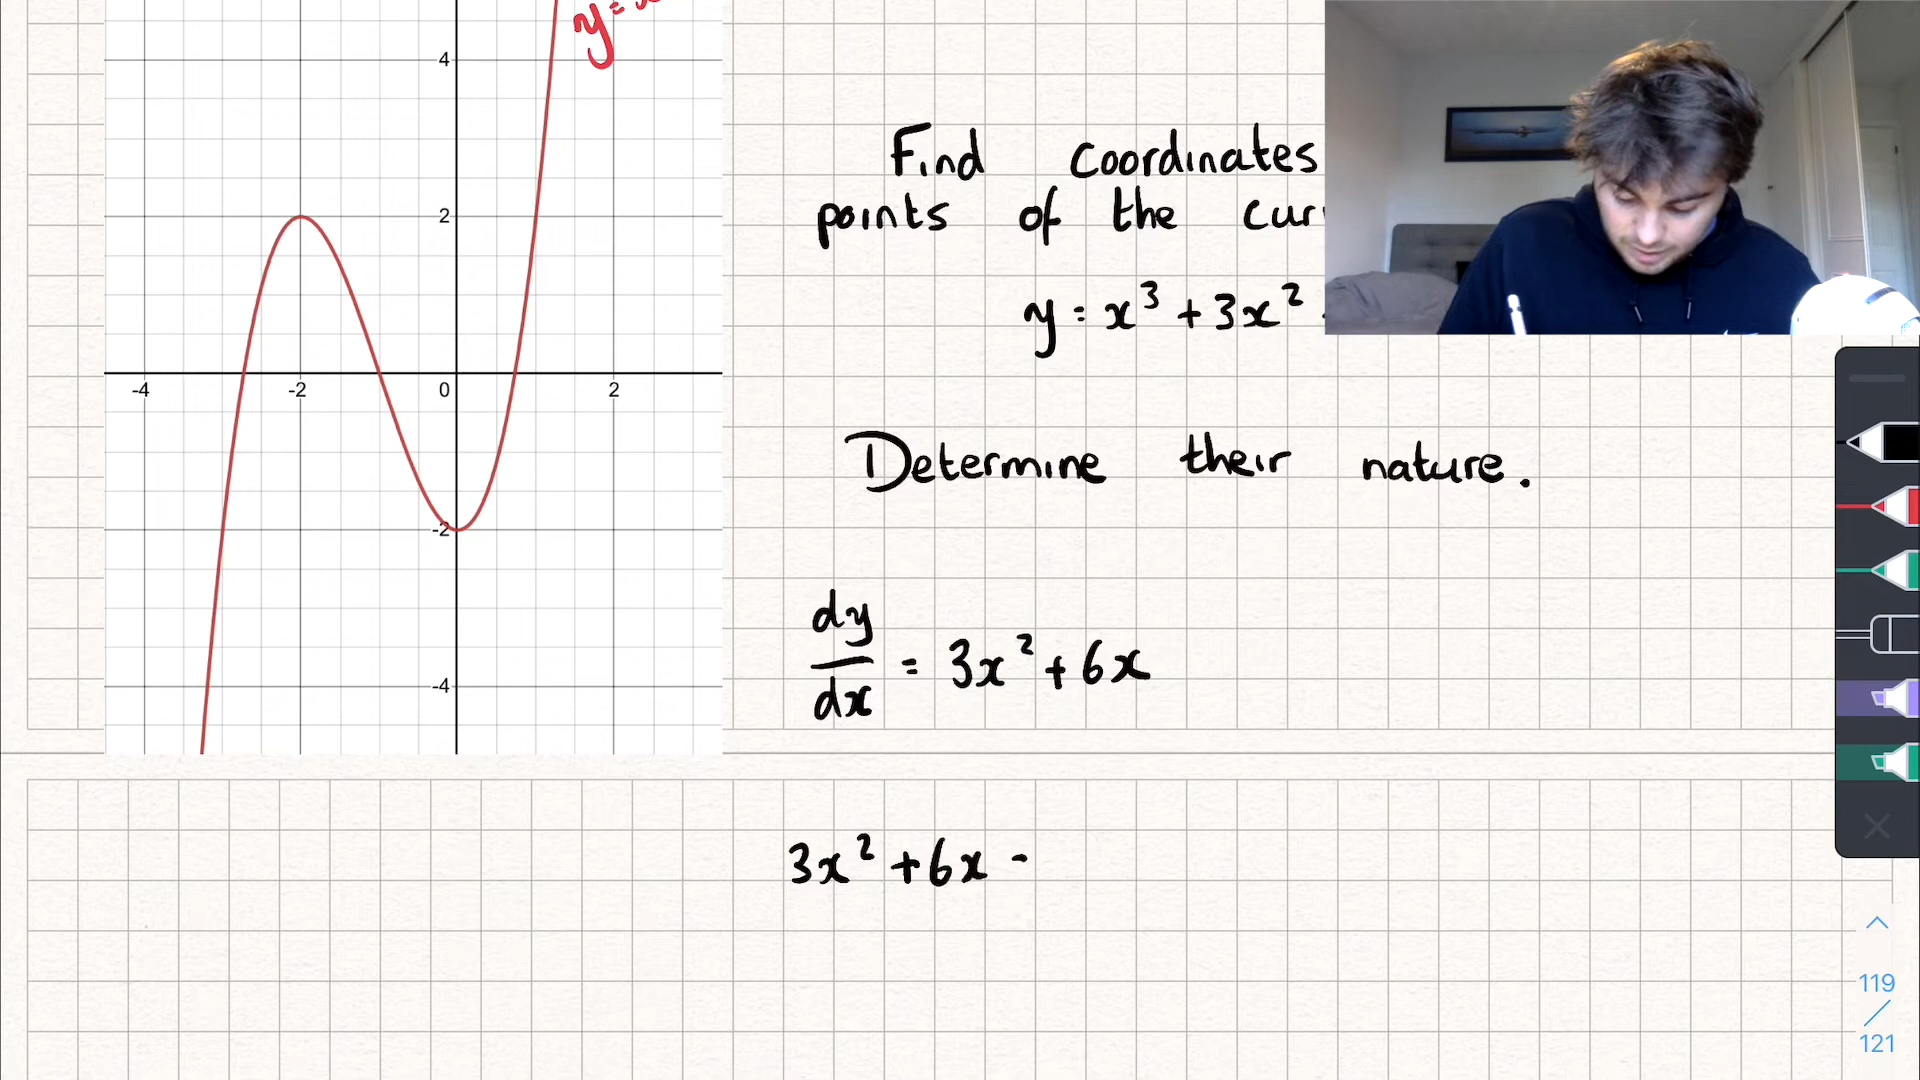 y = x
4
2
-4 -2 0 2
-2
-4
Find coordinates
points of the cur
y = x³ + 3x²
Determine their nature.
dy
dx = 3x² + 6x
3x² + 6x -
119
/
121